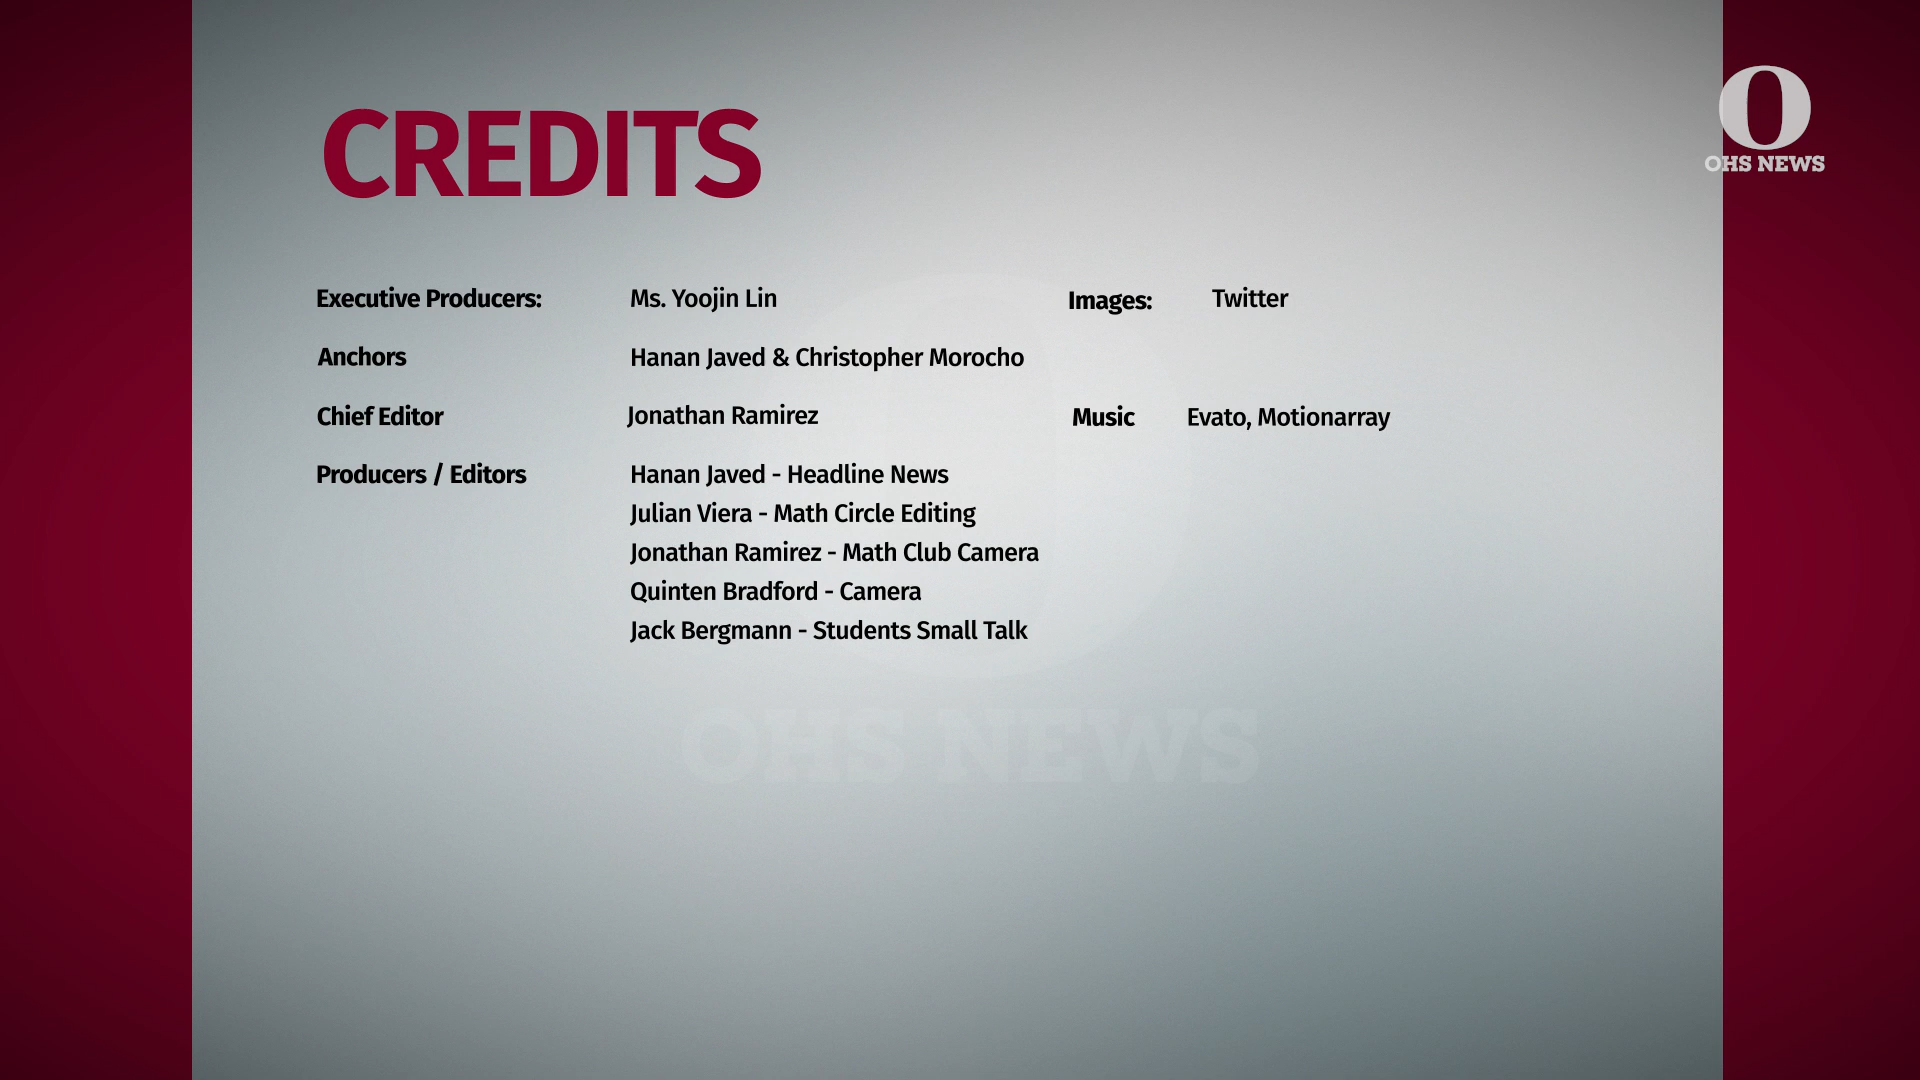 CREDITS
O
OHS NEWS
Executive Producers: Ms. Yoojin Lin Images: Twitter
Anchors Hanan Javed & Christopher Morocho
Chief Editor Jonathan Ramirez Music Evato, Motionarray
Producers / Editors Hanan Javed - Headline News
Julian Viera - Math Circle Editing
Jonathan Ramirez - Math Club Camera
Quinten Bradford - Camera
Jack Bergmann - Students Small Talk
O
OHS NEWS